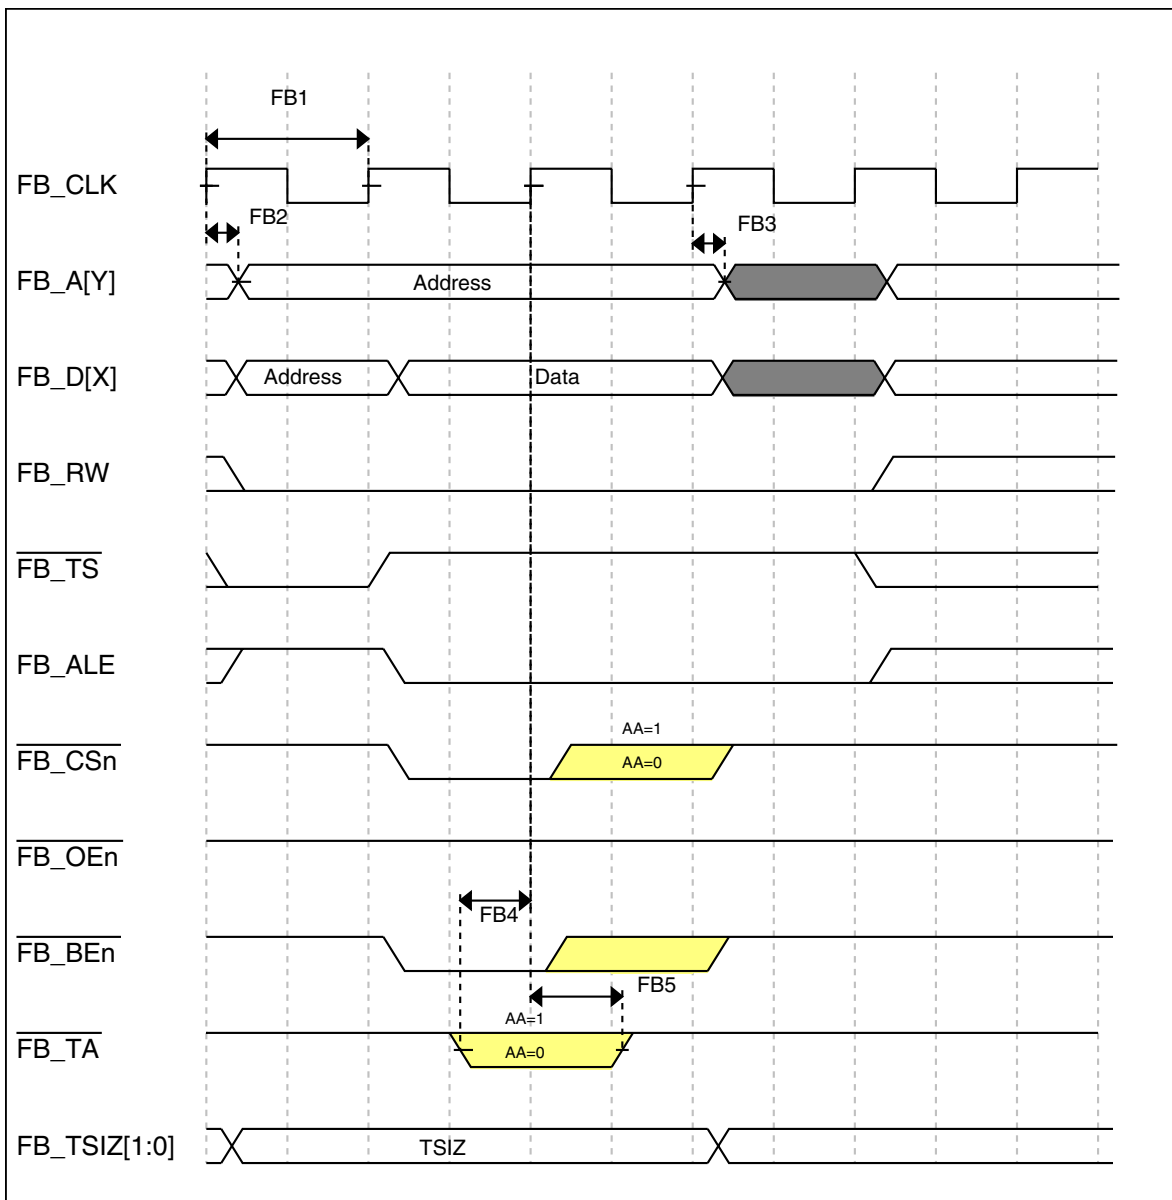 FB1
FB_CLK
FB2
FB3
FB_A[Y]
Address
FB_D[X]
Address
Data
FB_RW
FB_TS
FB_ALE
AA=1
FB_CSn
AA=0
FB_OEn
FB4
FB_BEn
FB5
AA=1
FB_TA
AA=0
FB_TSIZ[1:0]
TSIZ